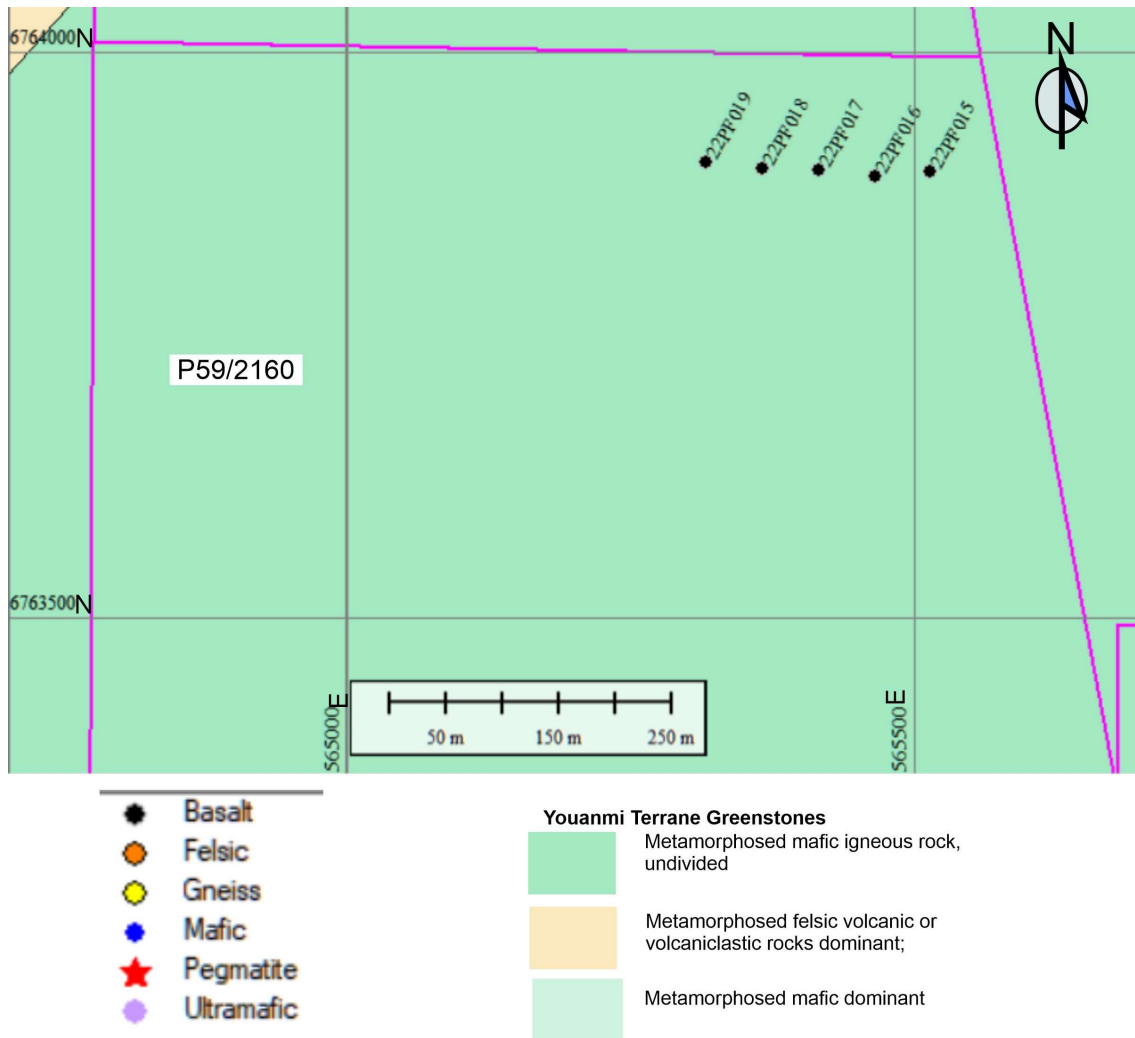 6764000N
N
22PF019
22PF018
22PF017
22PF016
22PF015
P59/2160
6763500N
565000E
565500E
50 m 150 m 250 m
Basalt
Felsic
Gneiss
Mafic
Pegmatite
Ultramafic
Youanmi Terrane Greenstones
Metamorphosed mafic igneous rock,
undivided
Metamorphosed felsic volcanic or
volcaniclastic rocks dominant;
Metamorphosed mafic dominant